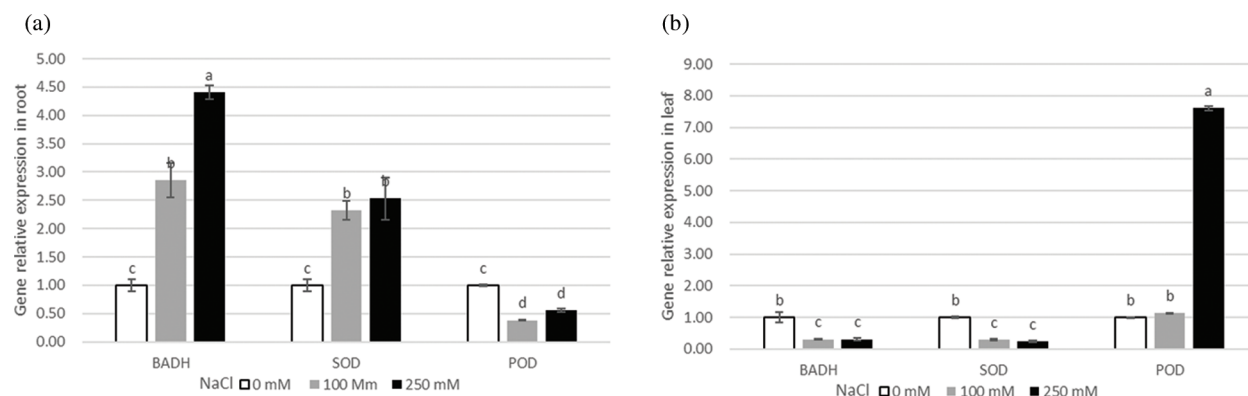 (a)
Gene relative expression in root
5.00
4.50
4.00
3.50
3.00
2.50
2.00
1.50
1.00
0.50
0.00
c
b
a
c
b
b
c
d
d
BADH
SOD
POD
NaCl 0 mM 100 Mm 250 mM
(b)
Gene relative expression in leaf
9.00
8.00
7.00
6.00
5.00
4.00
3.00
2.00
1.00
0.00
b
c
c
b
c
c
b
b
a
BADH
SOD
POD
NaCl 0 mM 100 mM 250 mM